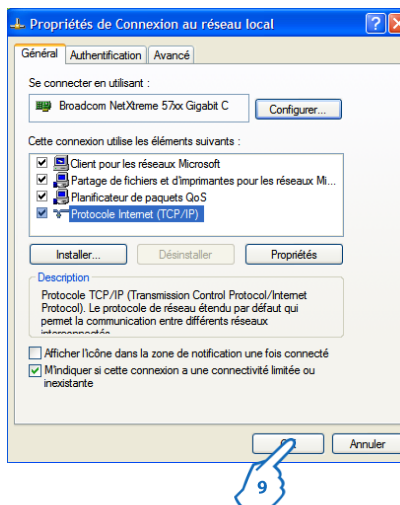 Propriétés de Connexion au réseau local
Général Authentification Avancé
Se connecter en utilisant :
Broadcom NetXtreme 57xx Gigabit C Configurer...
Cette connexion utilise les éléments suivants :
Client pour les réseaux Microsoft
Partage de fichiers et d'imprimantes pour les réseaux Mi...
Planificateur de paquets QoS
Protocole Internet (TCP/IP)
Installer... Désinstaller Propriétés
Description
Protocole TCP/IP (Transmission Control Protocol/Internet
Protocol). Le protocole de réseau étendu par défaut qui
permet la communication entre différents réseaux
Afficher l'icône dans la zone de notification une fois connecté
M'indiquer si cette connexion a une connectivité limitée ou
inexistante
Annuler
9